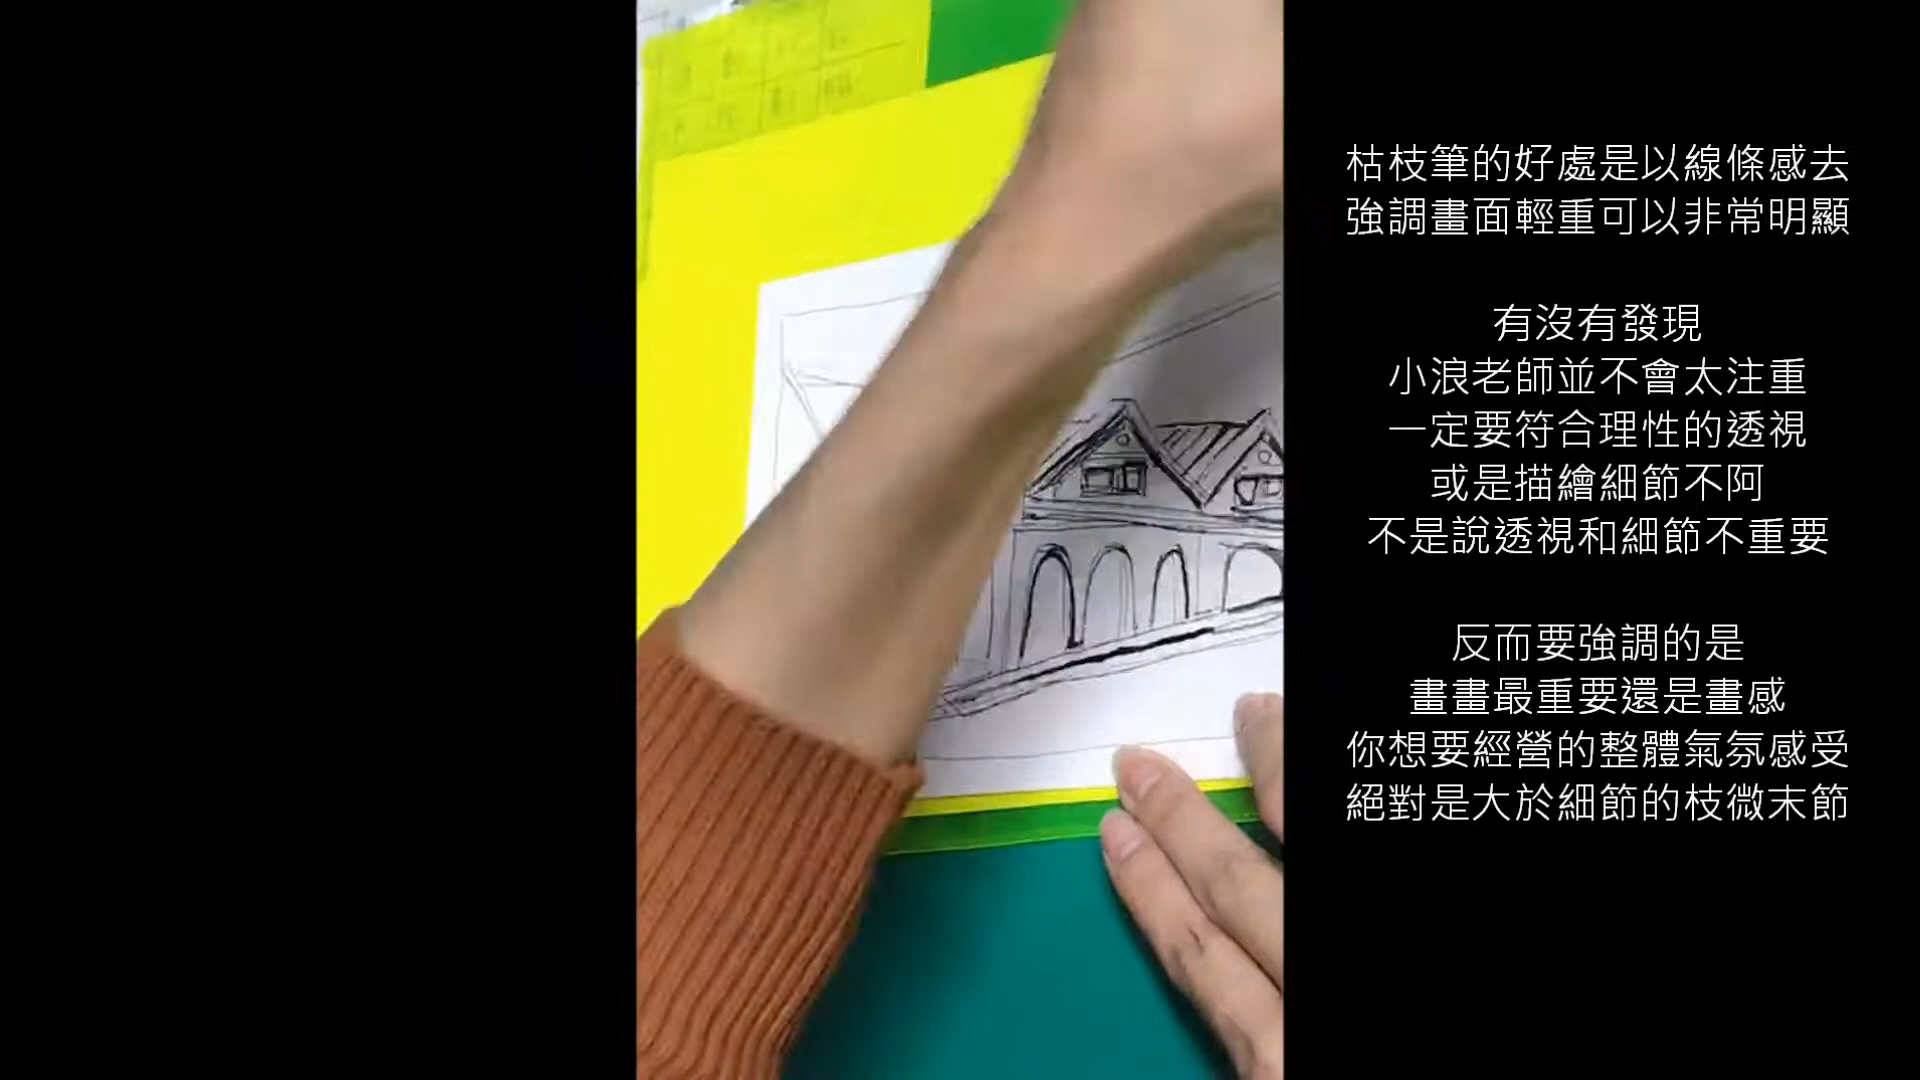 枯枝筆的好處是以線條感去
強調畫面輕重可以非常明顯
有沒有發現
小浪老師並不會太注重
一定要符合理性的透視
或是描繪細節不阿
不是說透視和細節不重要
反而要強調的是
畫畫最重要還是畫感
你想要經營的整體氣氛感受
絕對是大於細節的枝微末節